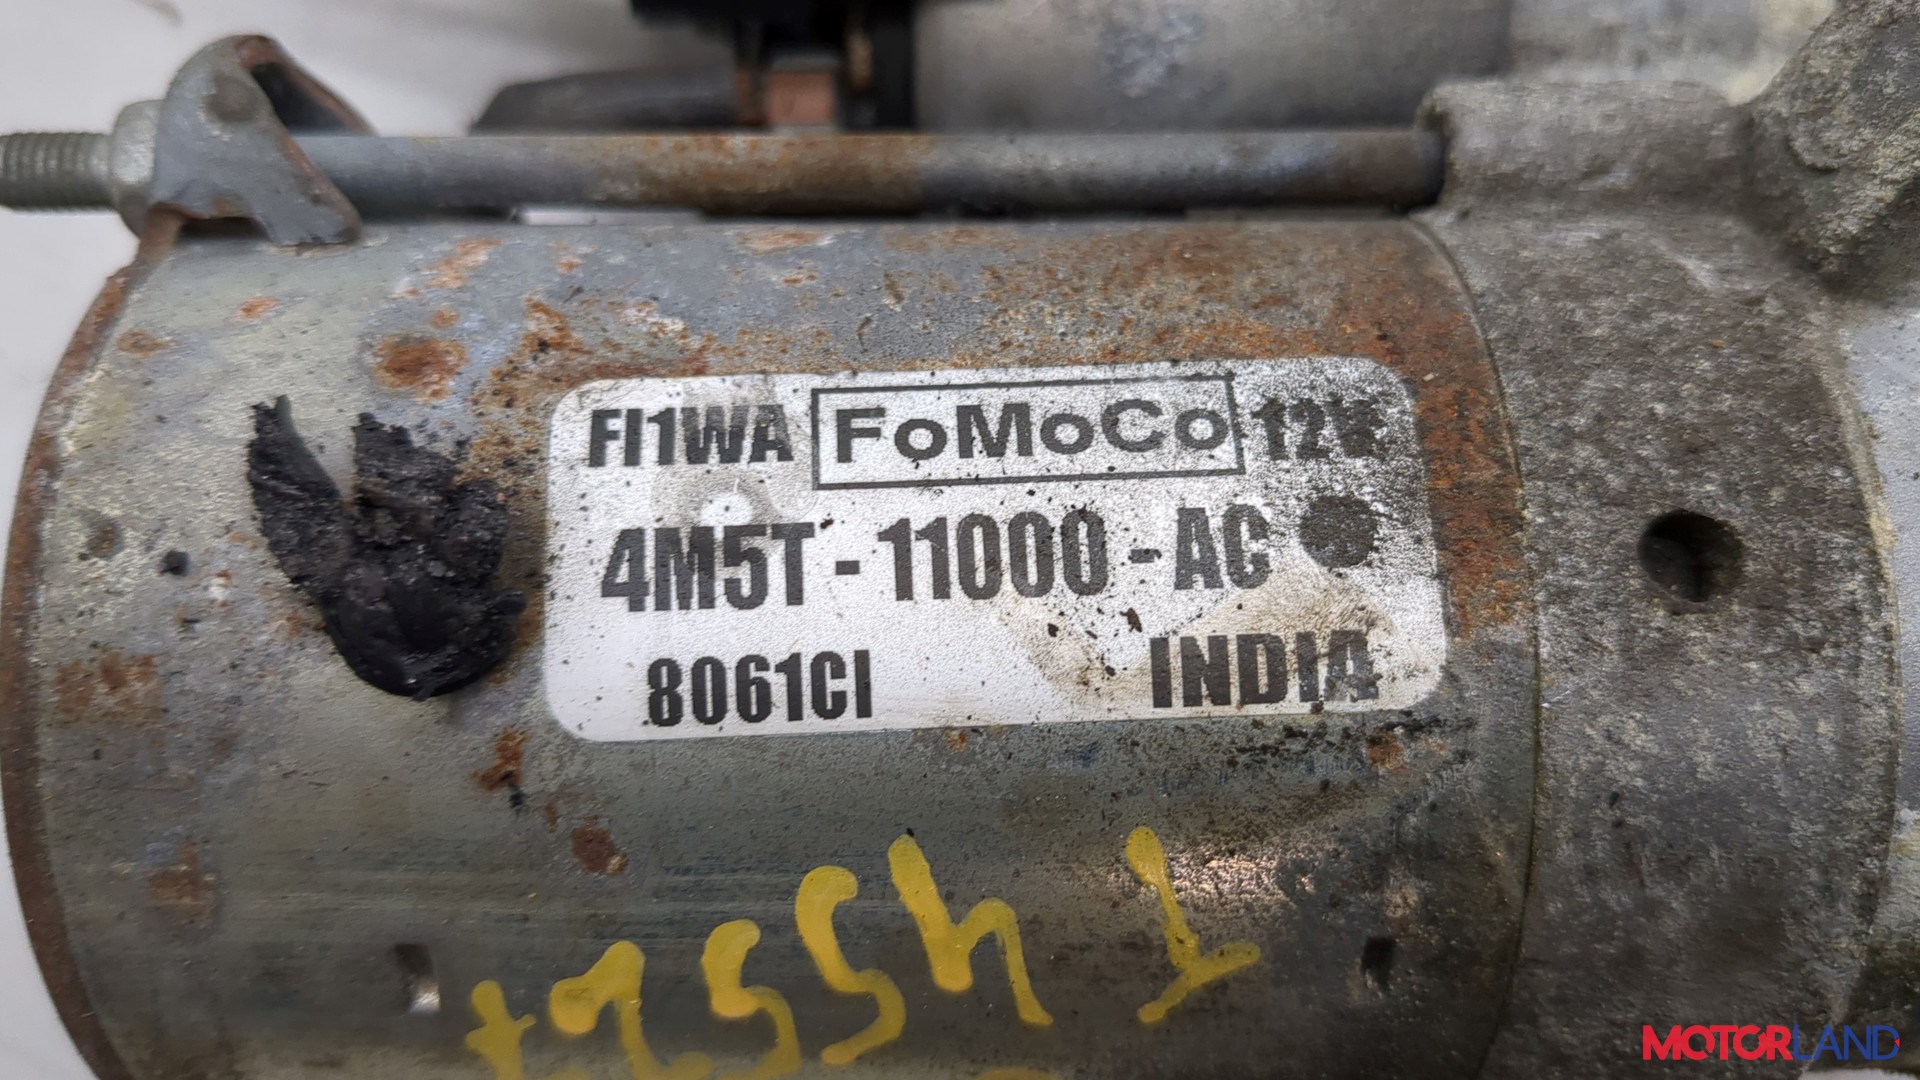 FI1WA FoMoCo 12V
4M5T-11000-AC
8061CI INDIA
MOTORLAND